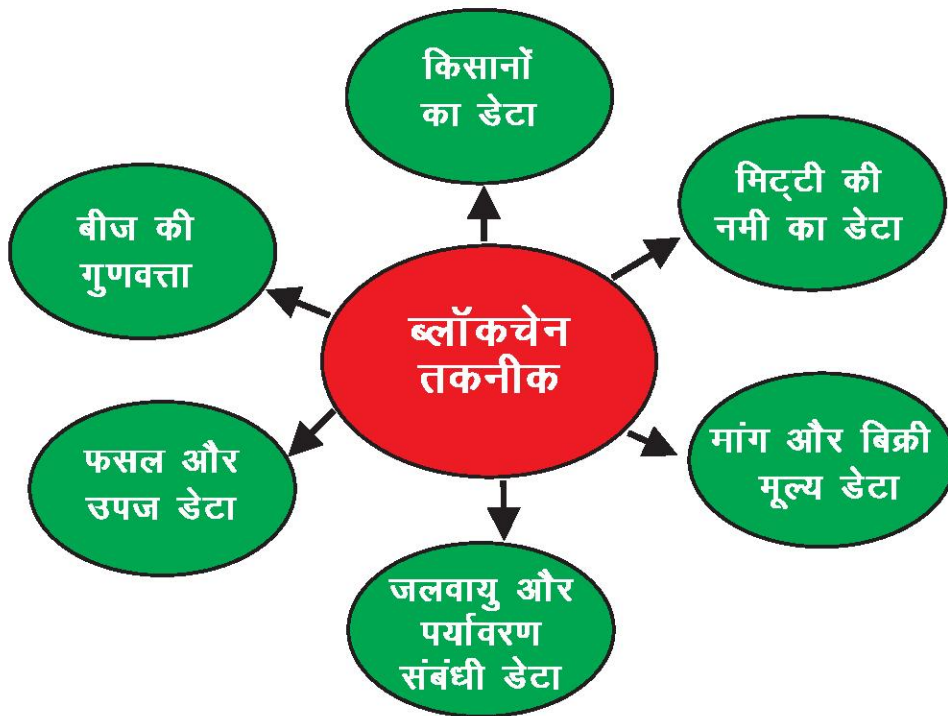 किसानों
का डेटा
मिट्टी की
नमी का डेटा
बीज की
गुणवत्ता
ब्लॉकचेन
तकनीक
मांग और बिक्री
मूल्य डेटा
फसल और
उपज डेटा
जलवायु और
पर्यावरण
संबंधी डेटा